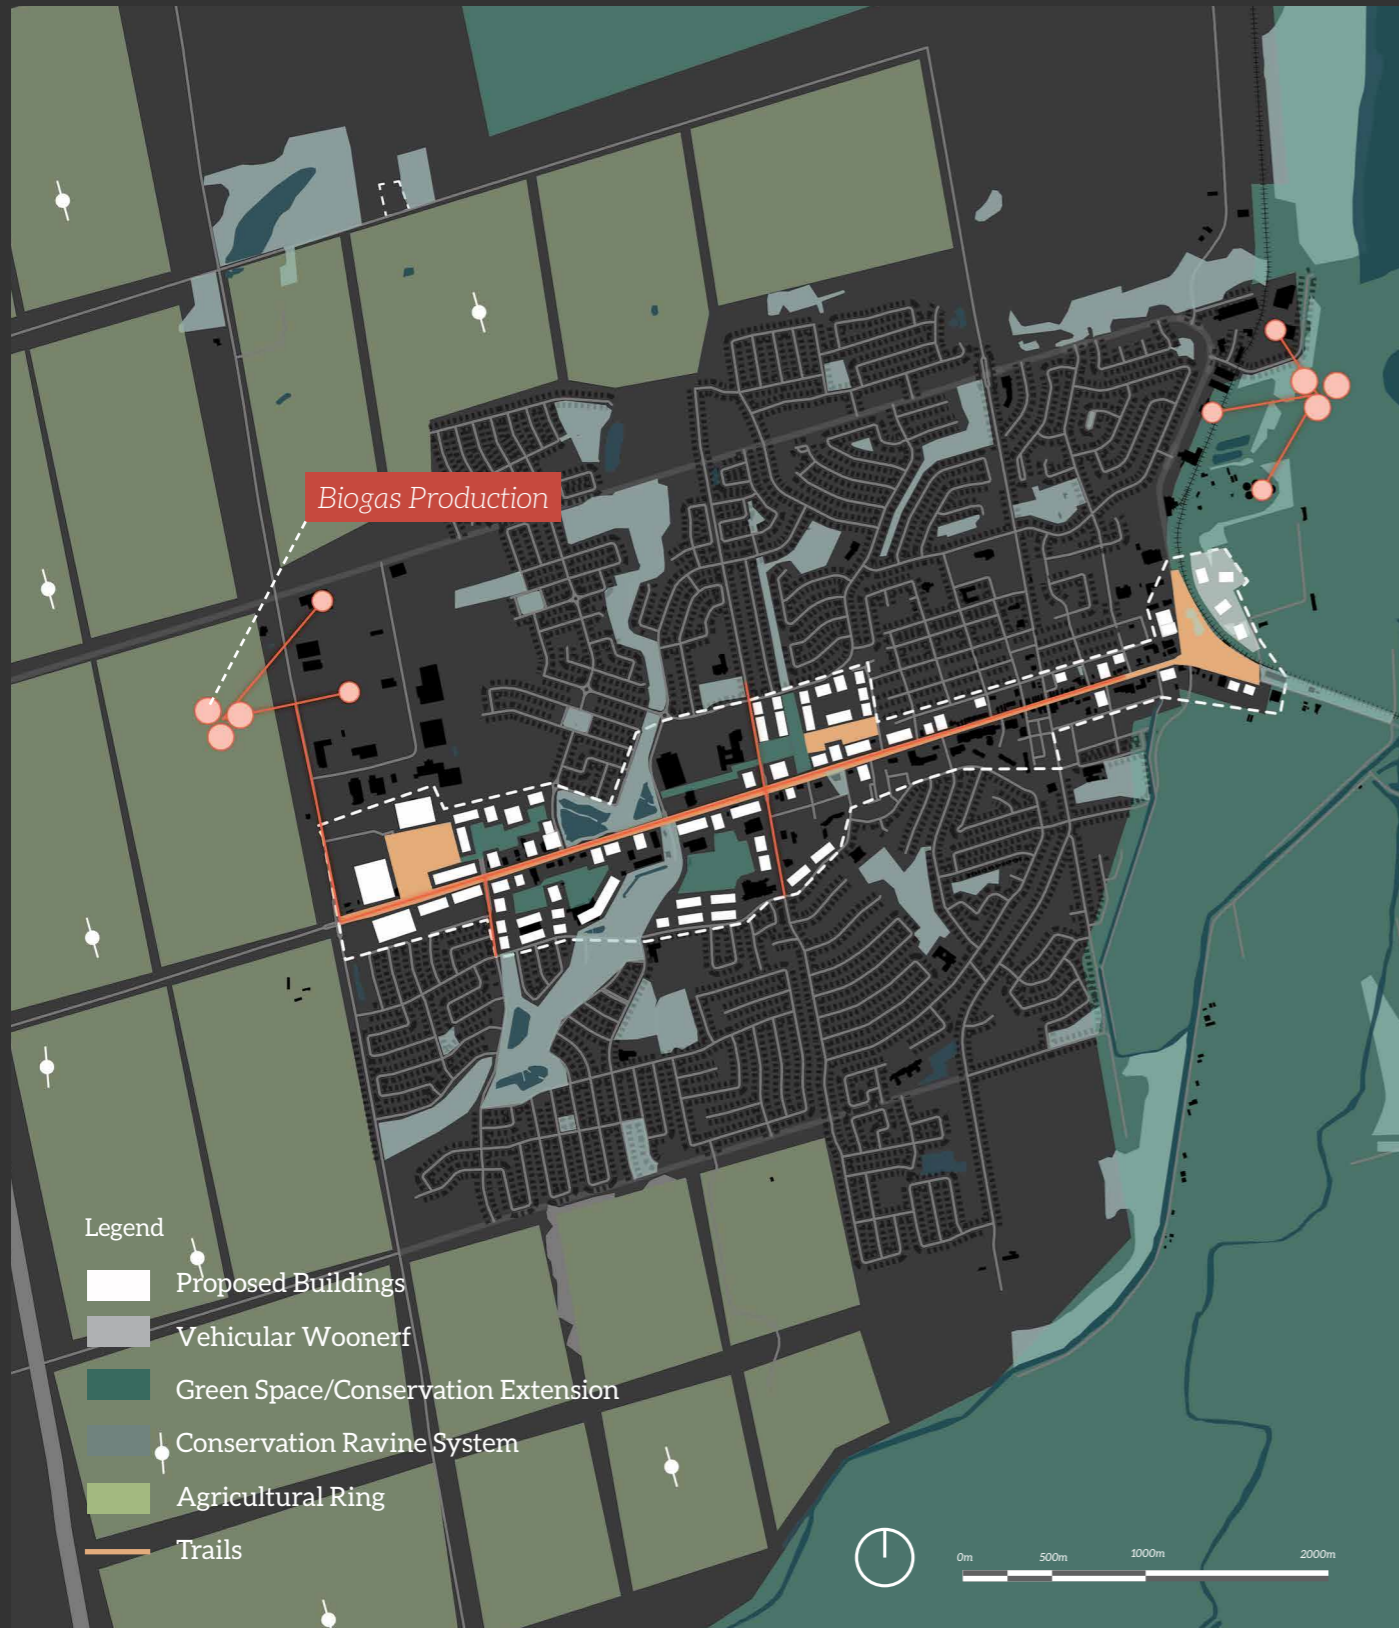 Biogas Production
Legend
Proposed Buildings
Vehicular Woonerf
Green Space/Conservation Extension
Conservation Ravine System
Agricultural Ring
Trails
0m 500m 1000m 2000m